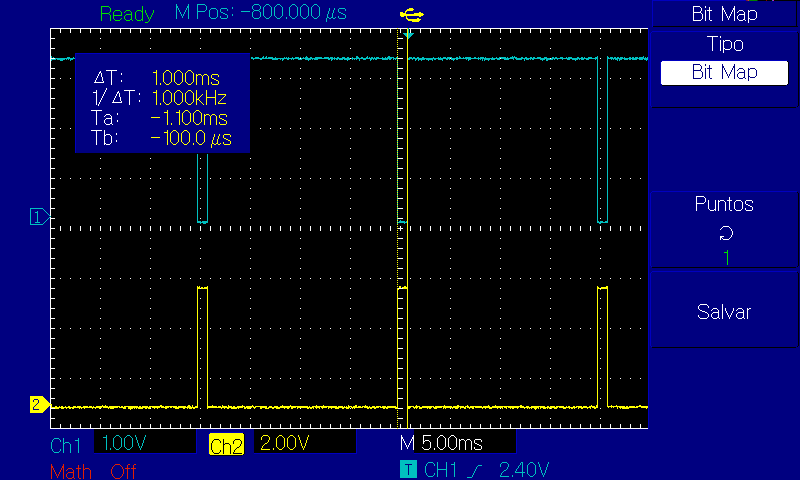 Ready M Pos: -800.000 μs
Bit Map
Tipo
Bit Map
ΔT: 1.000ms
1/ΔT: 1.000kHz
Ta: -1.100ms
Tb: -100.0 μs
1
Puntos
1
Salvar
2
Ch1 1.00V Ch2 2.00V M 5.00ms
Math Off T CH1 2.40V